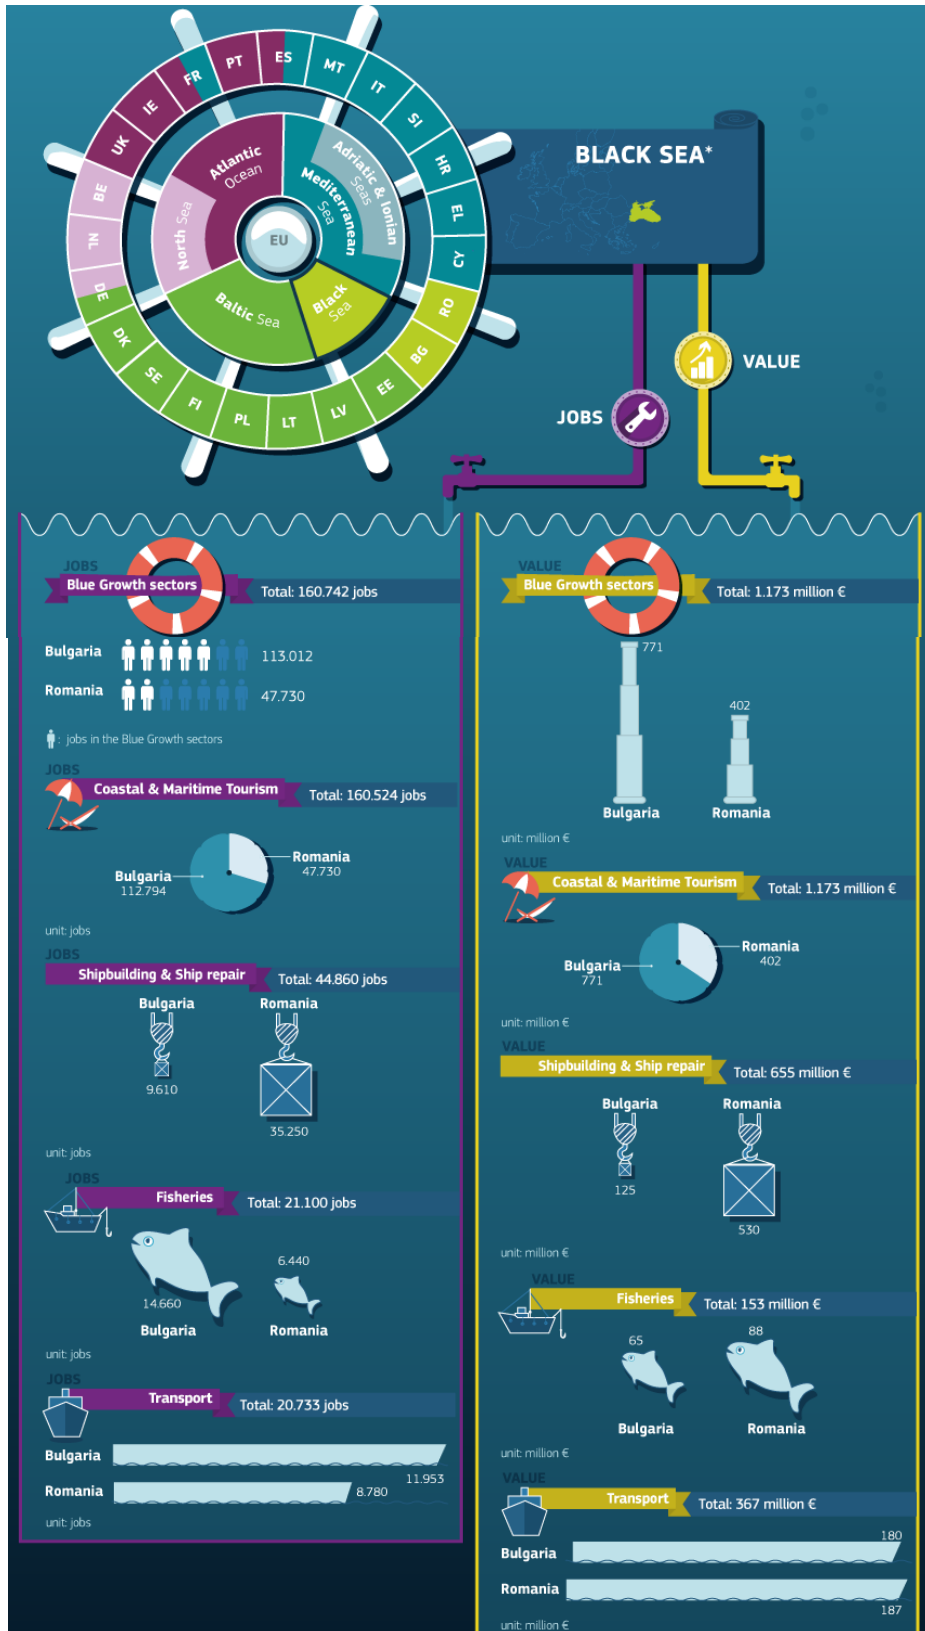 FR
PT
ES
MT
IT
SI
HR
EL
CY
RO
BG
EE
LV
LT
PL
FI
SE
DK
DE
NL
BE
UK
IE
Atlantic
Ocean
Adriatic & Ionian
Seas
Mediterranean
Sea
North Sea
EU
Baltic Sea
Black
Sea
BLACK SEA*
VALUE
JOBS
JOBS
Blue Growth sectors
Total: 160.742 jobs
Bulgaria
113.012
Romania
47.730
: jobs in the Blue Growth sectors
JOBS
Coastal & Maritime Tourism
Total: 160.524 jobs
Romania
47.730
Bulgaria
112.794
unit: jobs
JOBS
Shipbuilding & Ship repair
Total: 44.860 jobs
Bulgaria
Romania
9.610
35.250
unit: jobs
JOBS
Fisheries
Total: 21.100 jobs
6.440
14.660
Bulgaria
Romania
unit: jobs
JOBS
Transport
Total: 20.733 jobs
Bulgaria
11.953
Romania
8.780
unit: jobs
VALUE
Blue Growth sectors
Total: 1.173 million €
771
402
Bulgaria
Romania
unit: million €
VALUE
Coastal & Maritime Tourism
Total: 1.173 million €
Romania
402
Bulgaria
771
unit: million €
VALUE
Shipbuilding & Ship repair
Total: 655 million €
Bulgaria
Romania
125
530
unit: million €
VALUE
Fisheries
Total: 153 million €
65
88
Bulgaria
Romania
unit: million €
VALUE
Transport
Total: 367 million €
180
Bulgaria
Romania
187
unit: million €